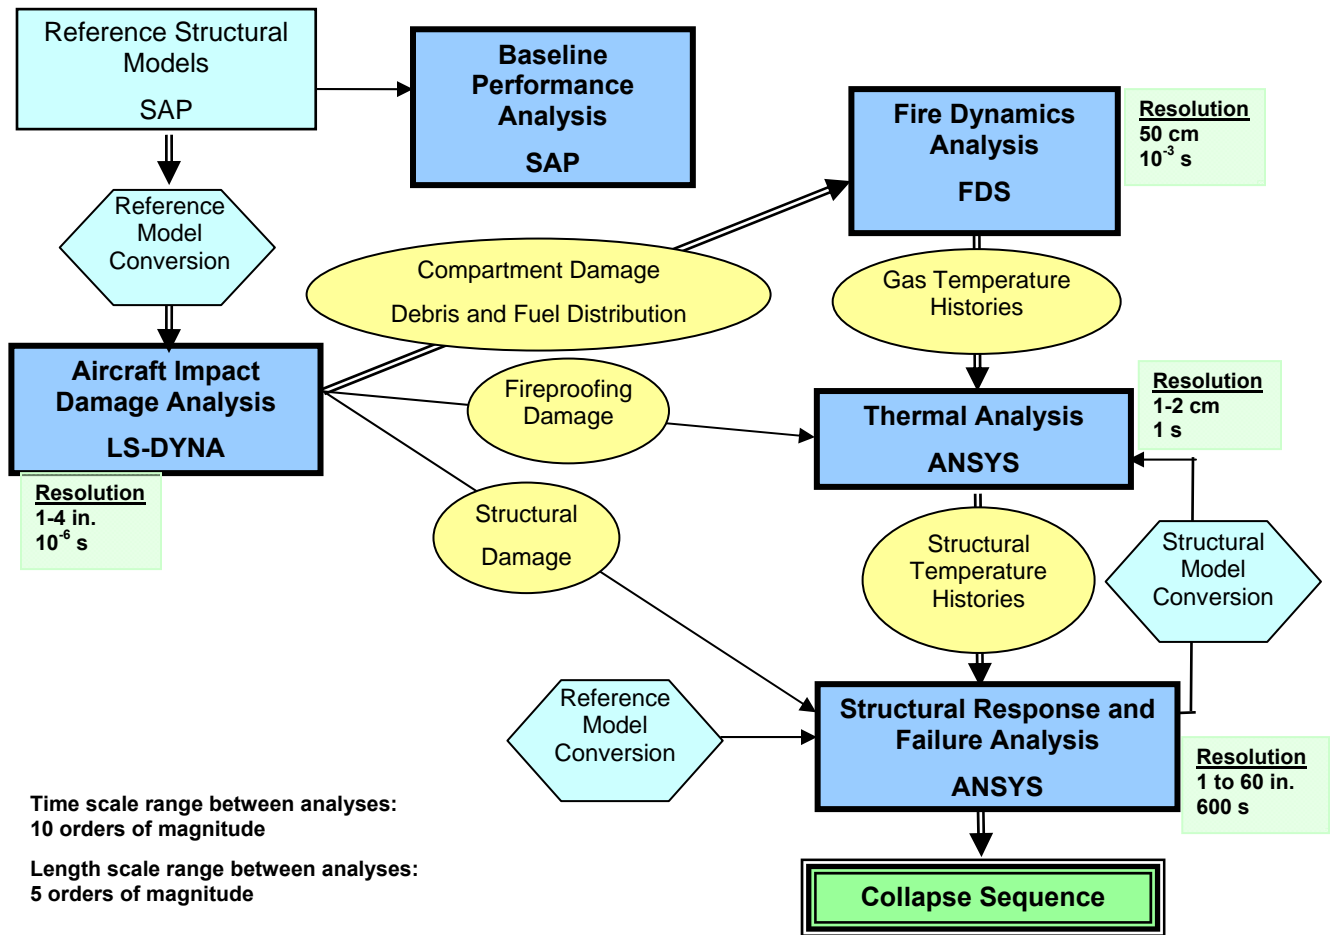 Reference Structural
Models
SAP
Baseline
Performance
Analysis
SAP
Fire Dynamics
Analysis
FDS
Resolution
50 cm
10⁻³ s
Reference
Model
Conversion
Compartment Damage
Debris and Fuel Distribution
Gas Temperature
Histories
Aircraft Impact
Damage Analysis
LS-DYNA
Resolution
1-4 in.
10⁻⁶ s
Fireproofing
Damage
Thermal Analysis
ANSYS
Resolution
1-2 cm
1 s
Structural
Damage
Structural
Temperature
Histories
Structural
Model
Conversion
Reference
Model
Conversion
Structural Response and
Failure Analysis
ANSYS
Resolution
1 to 60 in.
600 s
Time scale range between analyses:
10 orders of magnitude
Length scale range between analyses:
5 orders of magnitude
Collapse Sequence